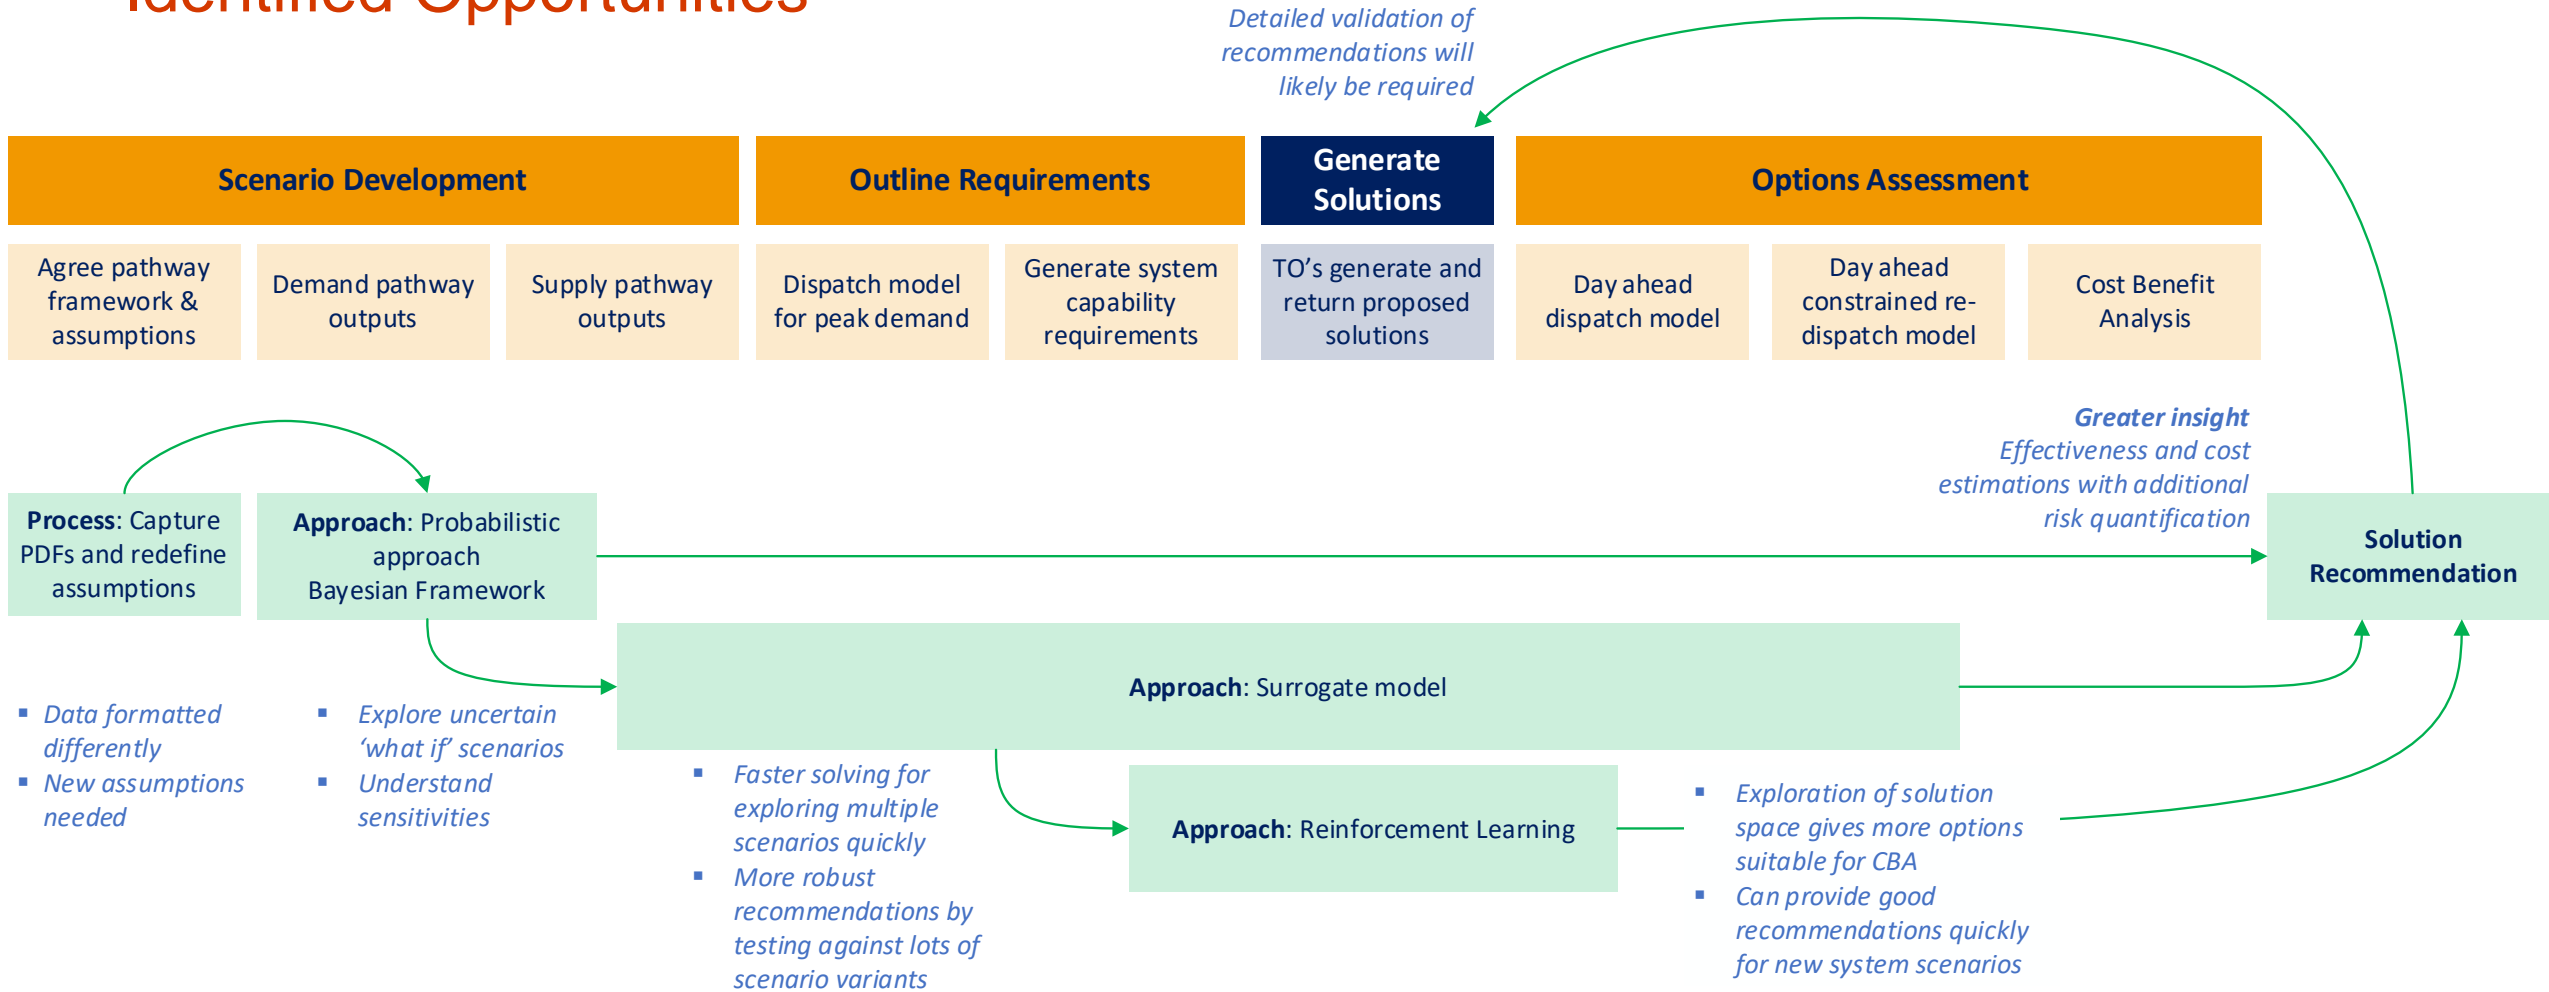 Identified Opportunities
Detailed validation of
recommendations will
likely be required
Scenario Development
Outline Requirements
Generate
Solutions
Options Assessment
Agree pathway
framework &
assumptions
Demand pathway
outputs
Supply pathway
outputs
Dispatch model
for peak demand
Generate system
capability
requirements
TO’s generate and
return proposed
solutions
Day ahead
dispatch model
Day ahead
constrained re-
dispatch model
Cost Benefit
Analysis
Greater insight
Effectiveness and cost
estimations with additional
risk quantification
Process: Capture
PDFs and redefine
assumptions
Approach: Probabilistic
approach
Bayesian Framework
Solution
Recommendation
Approach: Surrogate model
▪ Data formatted
differently
▪ New assumptions
needed
▪ Explore uncertain
‘what if’ scenarios
▪ Understand
sensitivities
▪ Faster solving for
exploring multiple
scenarios quickly
▪ More robust
recommendations by
testing against lots of
scenario variants
Approach: Reinforcement Learning
▪ Exploration of solution
space gives more options
suitable for CBA
▪ Can provide good
recommendations quickly
for new system scenarios